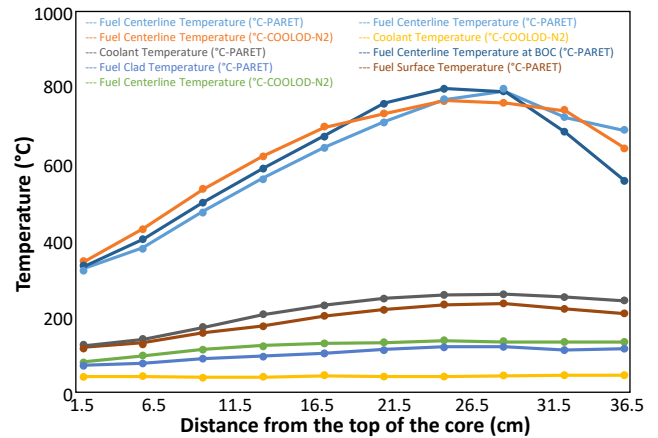 1000
--- Fuel Centerline Temperature (°C-PARET)
--- Fuel Centerline Temperature (°C-PARET)
--- Fuel Centerline Temperature (°C-COOLOD-N2)
--- Coolant Temperature (°C-COOLOD-N2)
--- Coolant Temperature (°C-PARET)
--- Fuel Centerline Temperature at BOC (°C-PARET)
--- Fuel Clad Temperature (°C-PARET)
--- Fuel Surface Temperature (°C-PARET)
--- Fuel Centerline Temperature (°C-COOLOD-N2)
800
600
400
200
0
Temperature (°C)
1.5 6.5 11.5 16.5 21.5 26.5 31.5 36.5
Distance from the top of the core (cm)